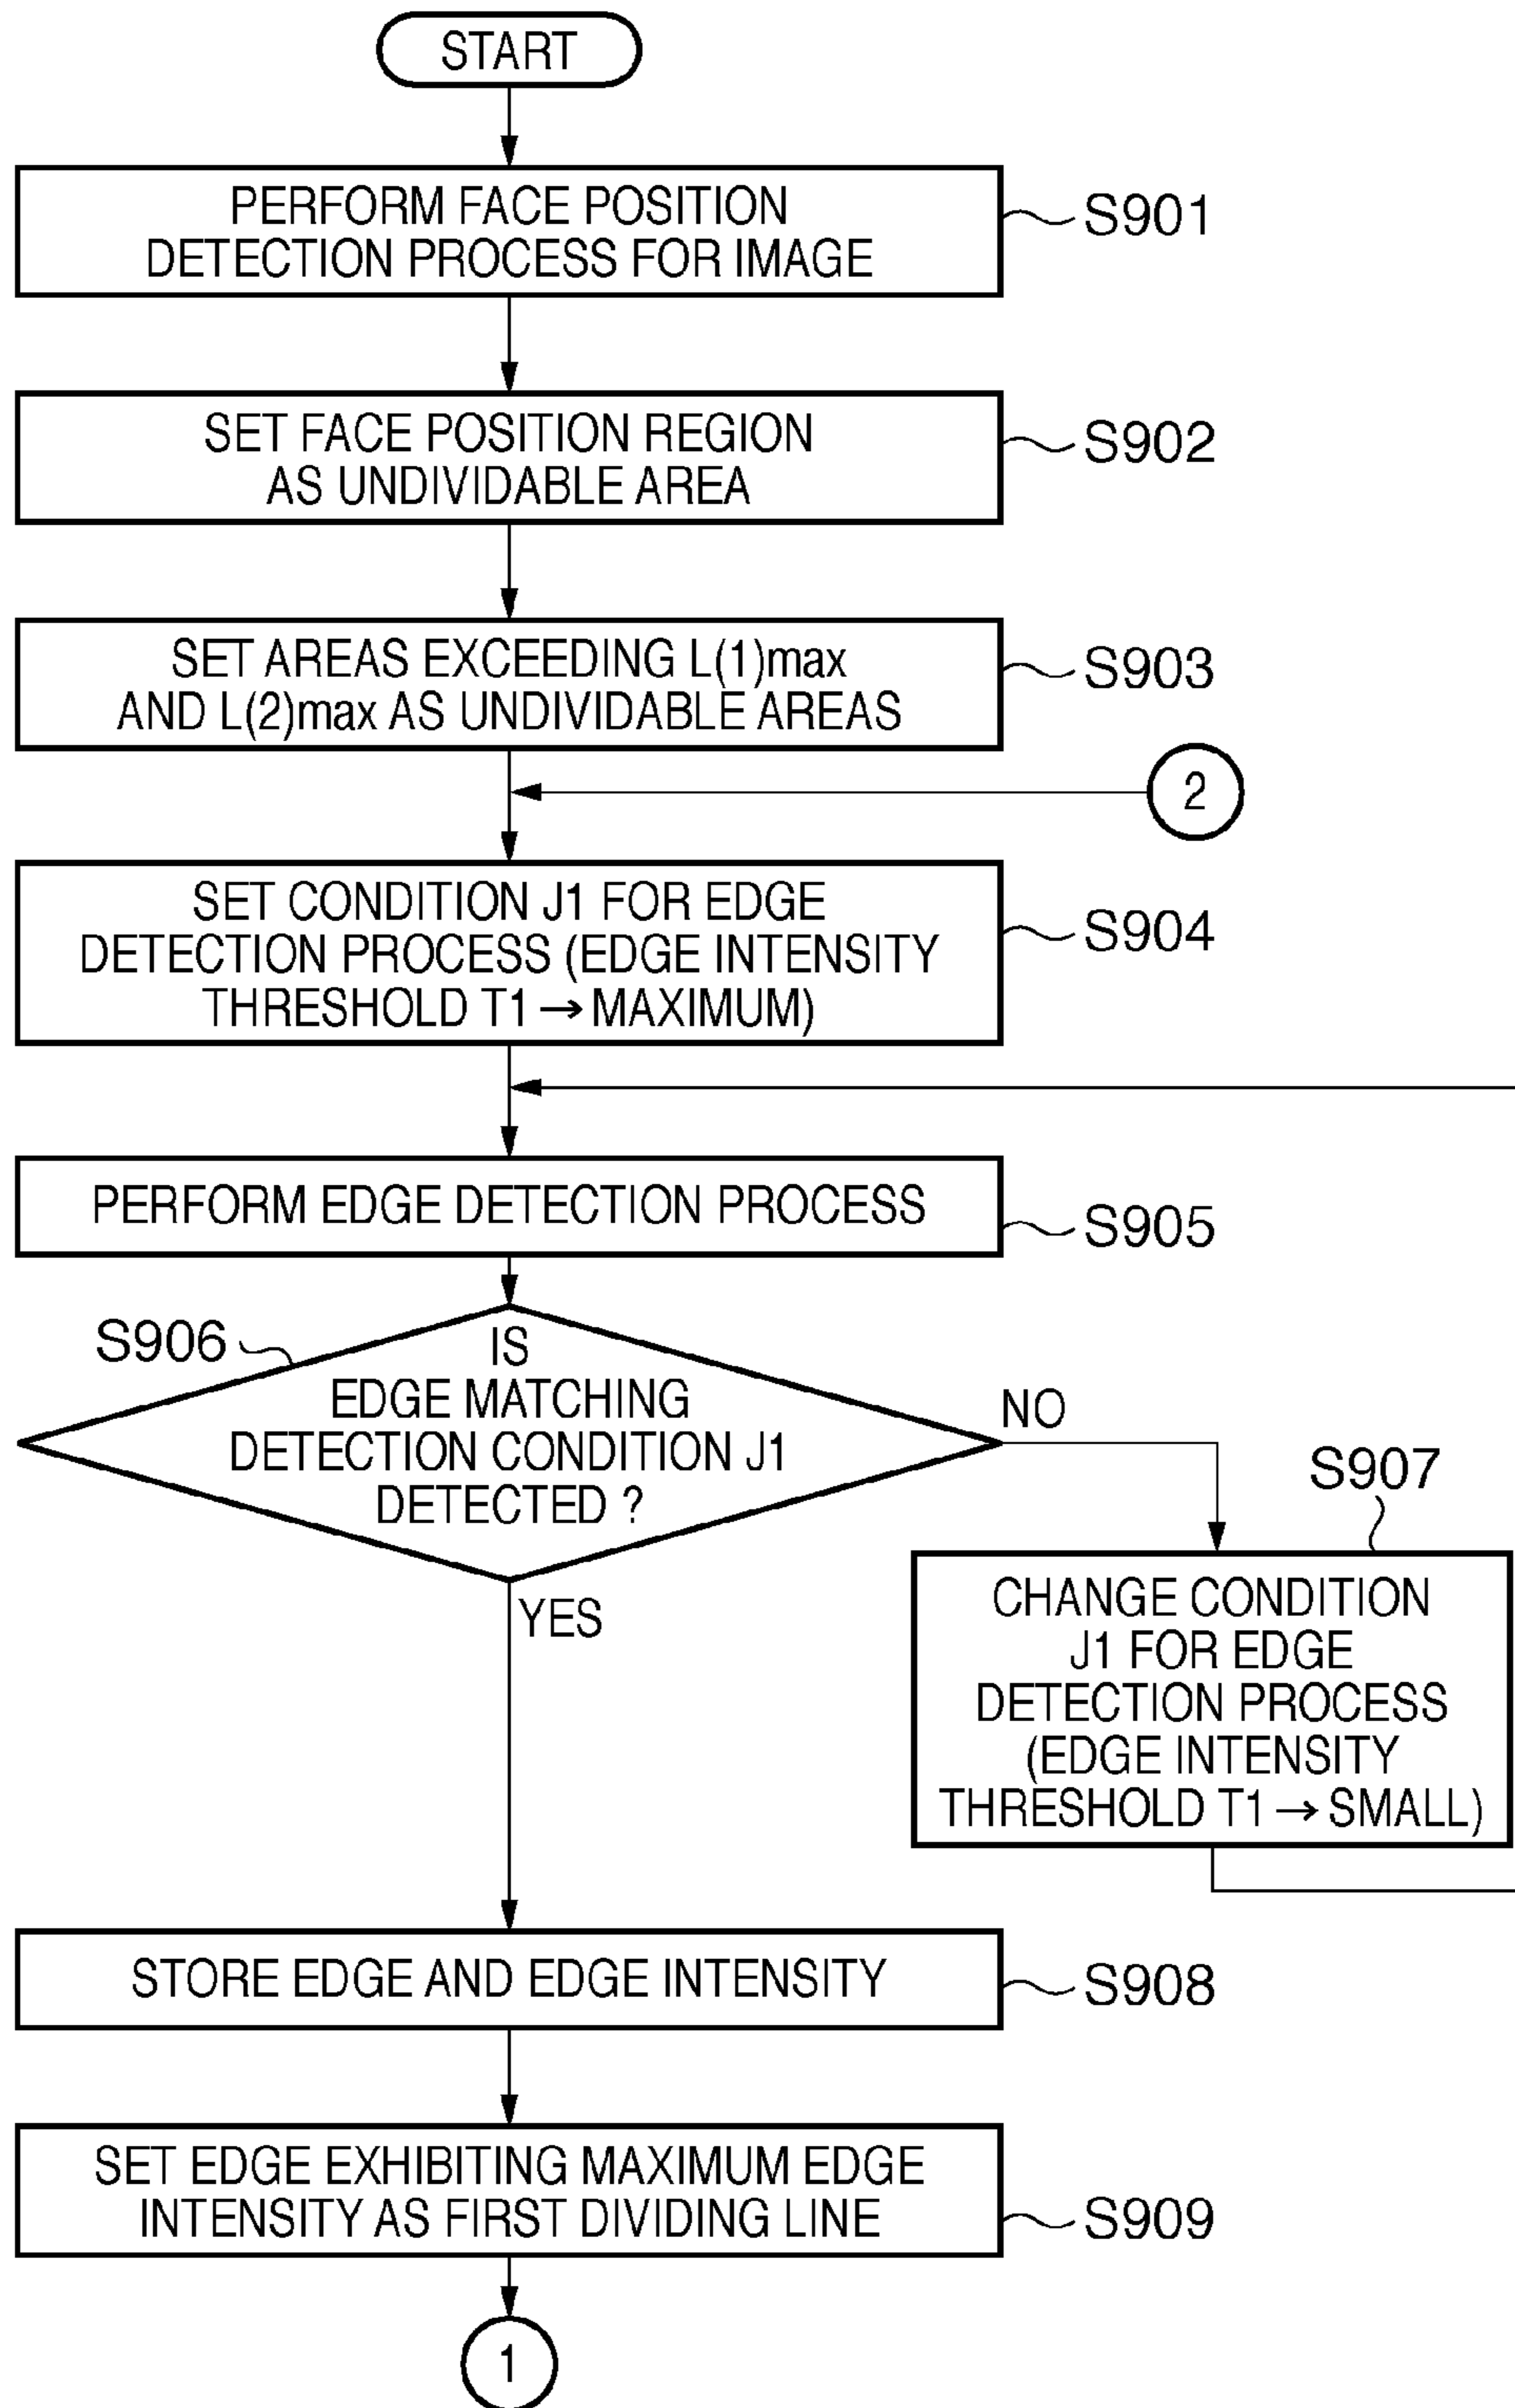 START
PERFORM FACE POSITION
DETECTION PROCESS FOR IMAGE
S901
SET FACE POSITION REGION
AS UNDIVIDABLE AREA
S902
SET AREAS EXCEEDING L(1)max
AND L(2)max AS UNDIVIDABLE AREAS
S903
2
SET CONDITION J1 FOR EDGE
DETECTION PROCESS (EDGE INTENSITY
THRESHOLD T1 → MAXIMUM)
S904
PERFORM EDGE DETECTION PROCESS
S905
S906
IS
EDGE MATCHING
DETECTION CONDITION J1
DETECTED ?
NO
YES
S907
CHANGE CONDITION
J1 FOR EDGE
DETECTION PROCESS
(EDGE INTENSITY
THRESHOLD T1 → SMALL)
STORE EDGE AND EDGE INTENSITY
S908
SET EDGE EXHIBITING MAXIMUM EDGE
INTENSITY AS FIRST DIVIDING LINE
S909
1